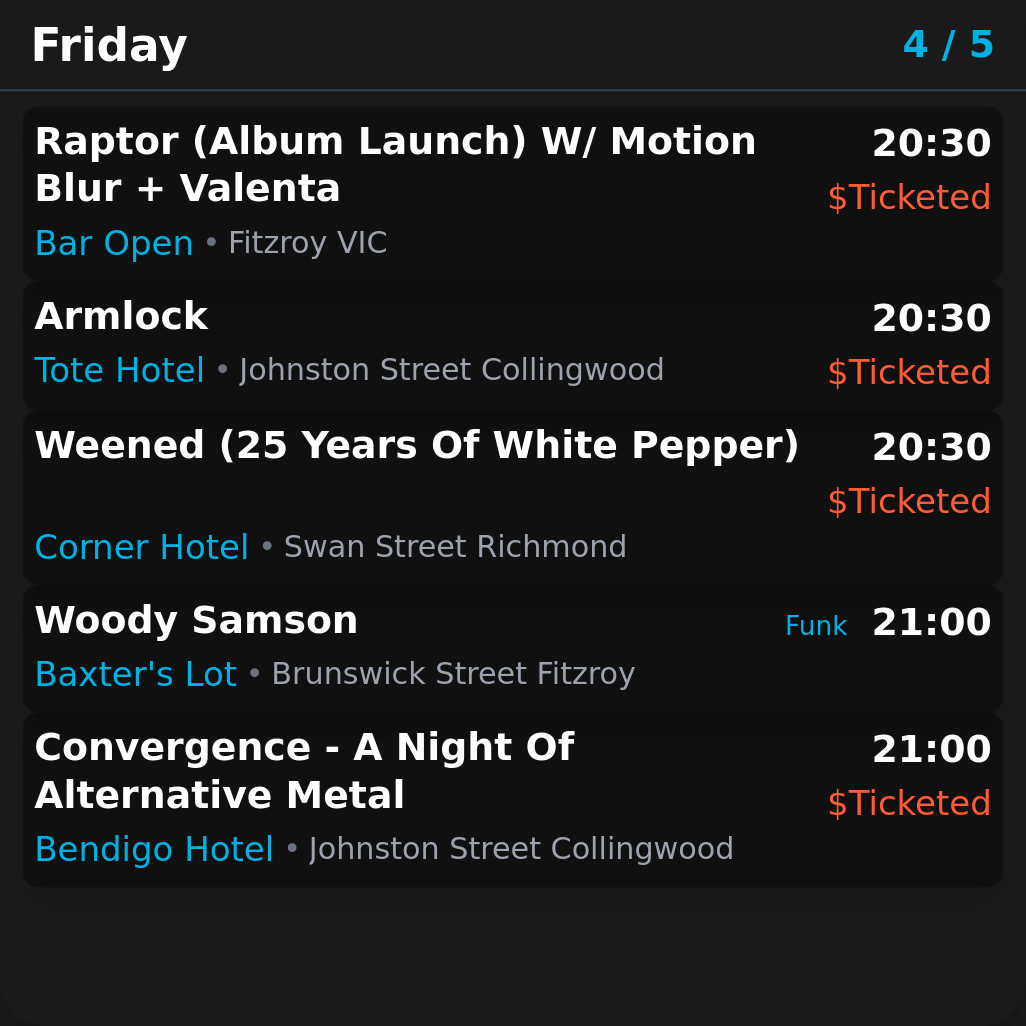 Friday 4 / 5
Raptor (Album Launch) W/ Motion 20:30
Blur + Valenta $Ticketed
Bar Open • Fitzroy VIC
Armlock 20:30
Tote Hotel • Johnston Street Collingwood $Ticketed
Weened (25 Years Of White Pepper) 20:30
$Ticketed
Corner Hotel • Swan Street Richmond
Woody Samson Funk 21:00
Baxter's Lot • Brunswick Street Fitzroy
Convergence - A Night Of 21:00
Alternative Metal $Ticketed
Bendigo Hotel • Johnston Street Collingwood